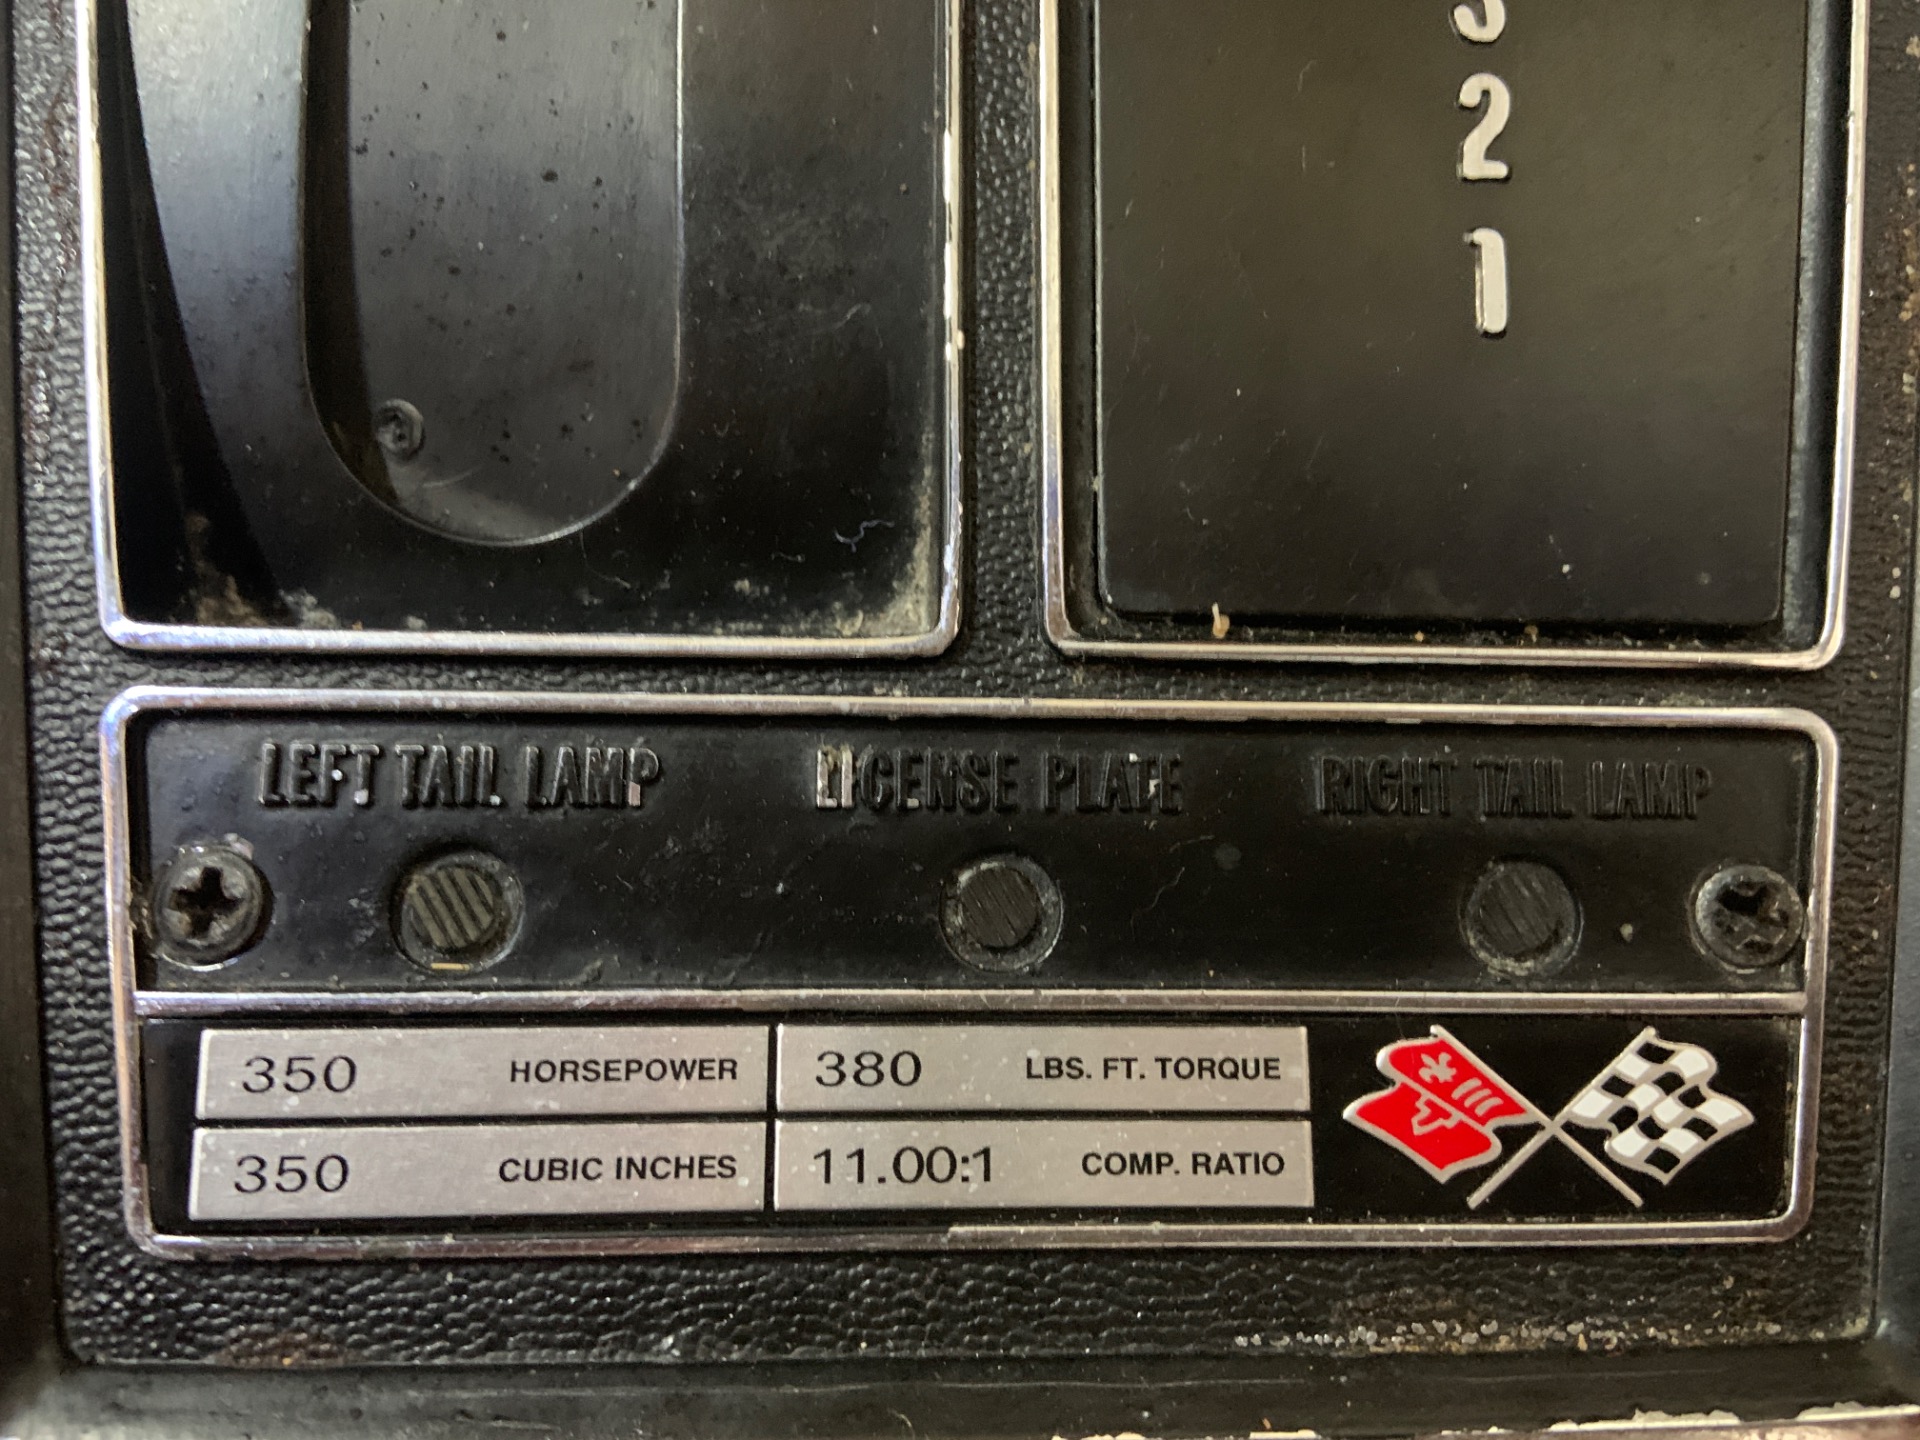 3
2
1
LEFT TAIL LAMP
LICENSE PLATE
RIGHT TAIL LAMP
350 HORSEPOWER
380 LBS. FT. TORQUE
350 CUBIC INCHES
11.00:1 COMP. RATIO